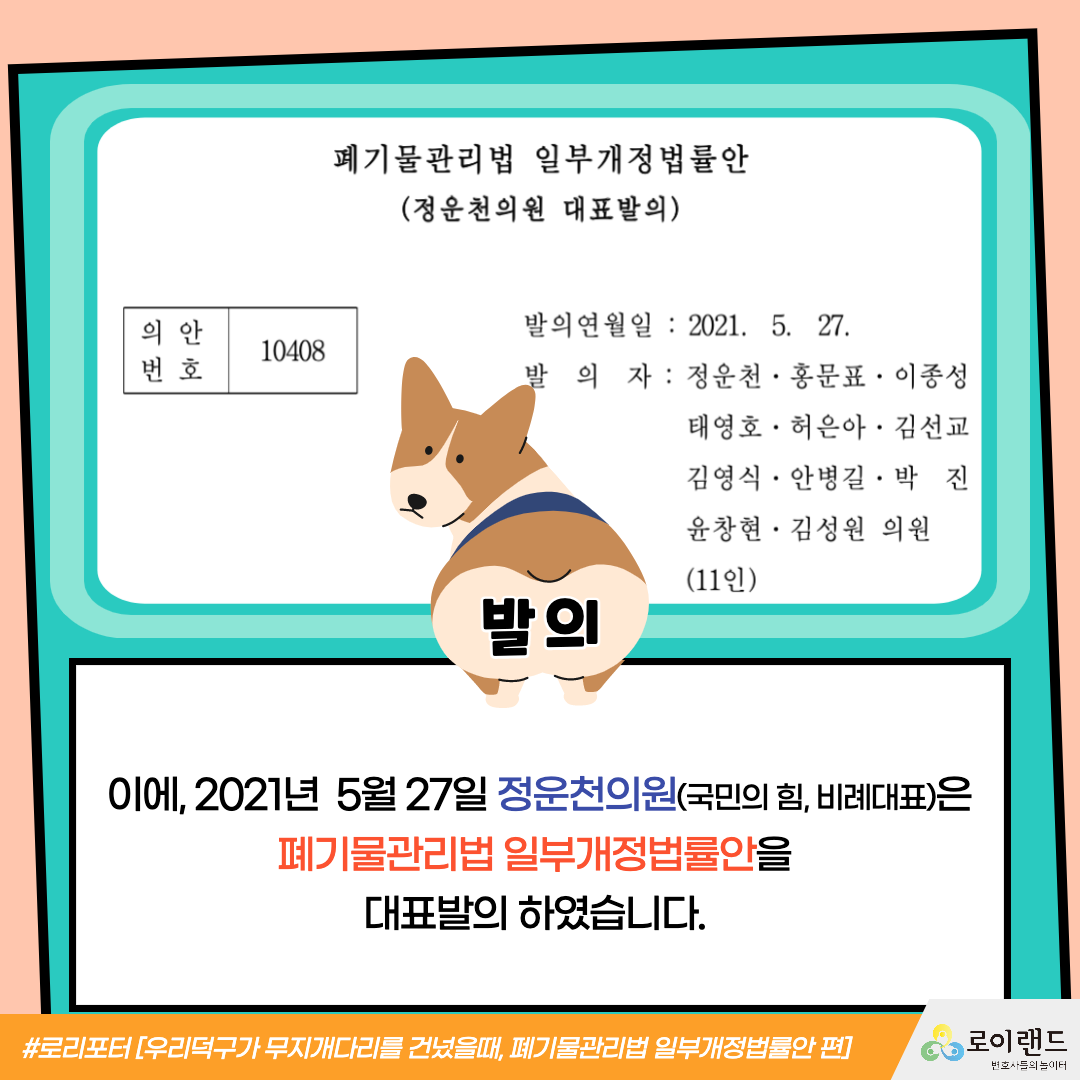 폐기물관리법 일부개정법률안
(정운천의원 대표발의)
의 안
번 호
10408
발의연월일 : 2021. 5. 27.
발 의 자 : 정운천·홍문표·이종성
태영호·허은아·김선교
김영식·안병길·박 진
윤창현·김성원 의원
(11인)
발의
이에, 2021년 5월 27일 정운천의원(국민의 힘, 비례대표)은
폐기물관리법 일부개정법률안을
대표발의 하였습니다.
#로리포터 [우리덕구가 무지개다리를 건넜을때, 폐기물관리법 일부개정법률안 편]
로이랜드
변호사들의 놀이터